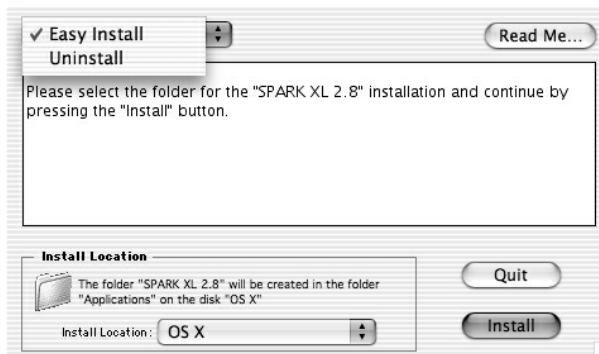 ✓ Easy Install
Read Me...
Uninstall
Please select the folder for the "SPARK XL 2.8" installation and continue by
pressing the "Install" button.
Install Location
The folder "SPARK XL 2.8" will be created in the folder
"Applications" on the disk "OS X"
Quit
Install Location: OS X
Install